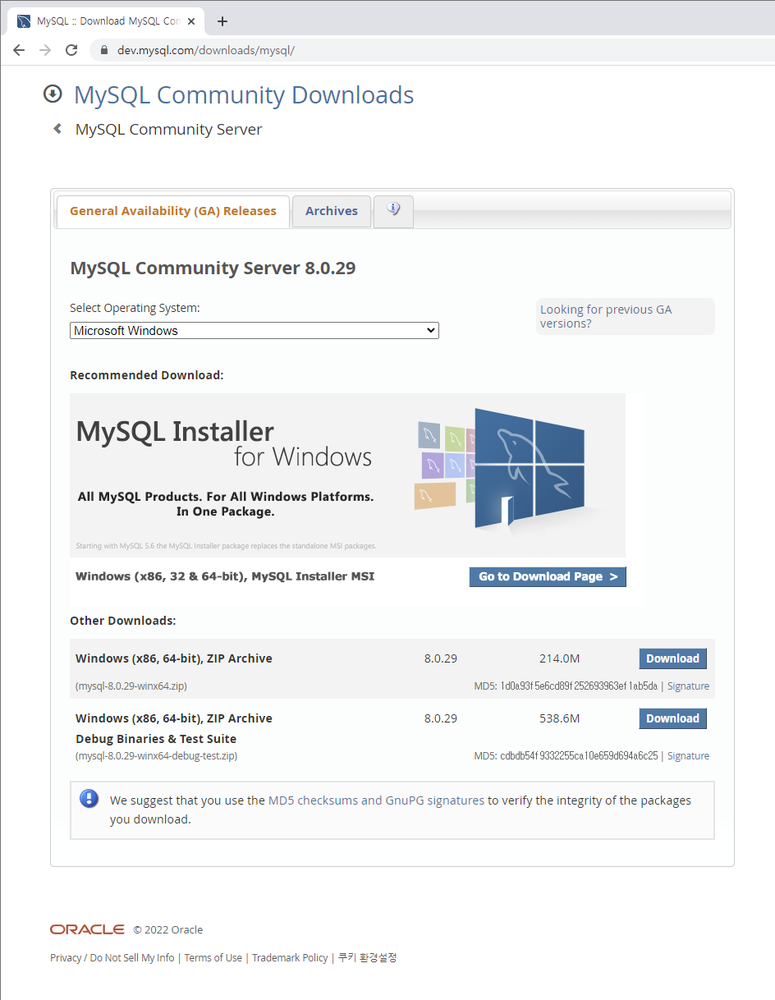 MySQL :: Download MySQL Con
dev.mysql.com/downloads/mysql/
MySQL Community Downloads
MySQL Community Server
General Availability (GA) Releases
Archives
MySQL Community Server 8.0.29
Select Operating System:
Microsoft Windows
Looking for previous GA
versions?
Recommended Download:
MySQL Installer
for Windows
All MySQL Products. For All Windows Platforms.
In One Package.
Starting with MySQL 5.6 the MySQL Installer package replaces the standalone MSI packages.
Windows (x86, 32 & 64-bit), MySQL Installer MSI
Go to Download Page >
Other Downloads:
Windows (x86, 64-bit), ZIP Archive 8.0.29 214.0M Download
(mysql-8.0.29-winx64.zip) MD5: 1d0a93f5e6cd89f252693963ef1ab5da | Signature
Windows (x86, 64-bit), ZIP Archive 8.0.29 538.6M Download
Debug Binaries & Test Suite
(mysql-8.0.29-winx64-debug-test.zip) MD5: cdbdb54f9332255ca10e659d694a6c25 | Signature
We suggest that you use the MD5 checksums and GnuPG signatures to verify the integrity of the packages
you download.
ORACLE © 2022 Oracle
Privacy / Do Not Sell My Info | Terms of Use | Trademark Policy | 쿠키 환경설정